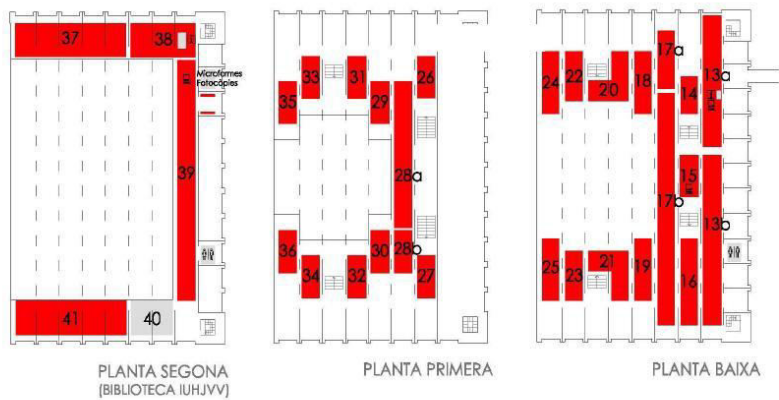 37
38
Microformes
Fotocòpies
39
41
40
PLANTA SEGONA
(BIBLIOTECA IUHJVV)
33
31
26
35
29
28a
36
30
28b
34
32
27
PLANTA PRIMERA
17a
13a
24
22
20
18
14
15
17b
13b
25
23
21
19
16
PLANTA BAIXA